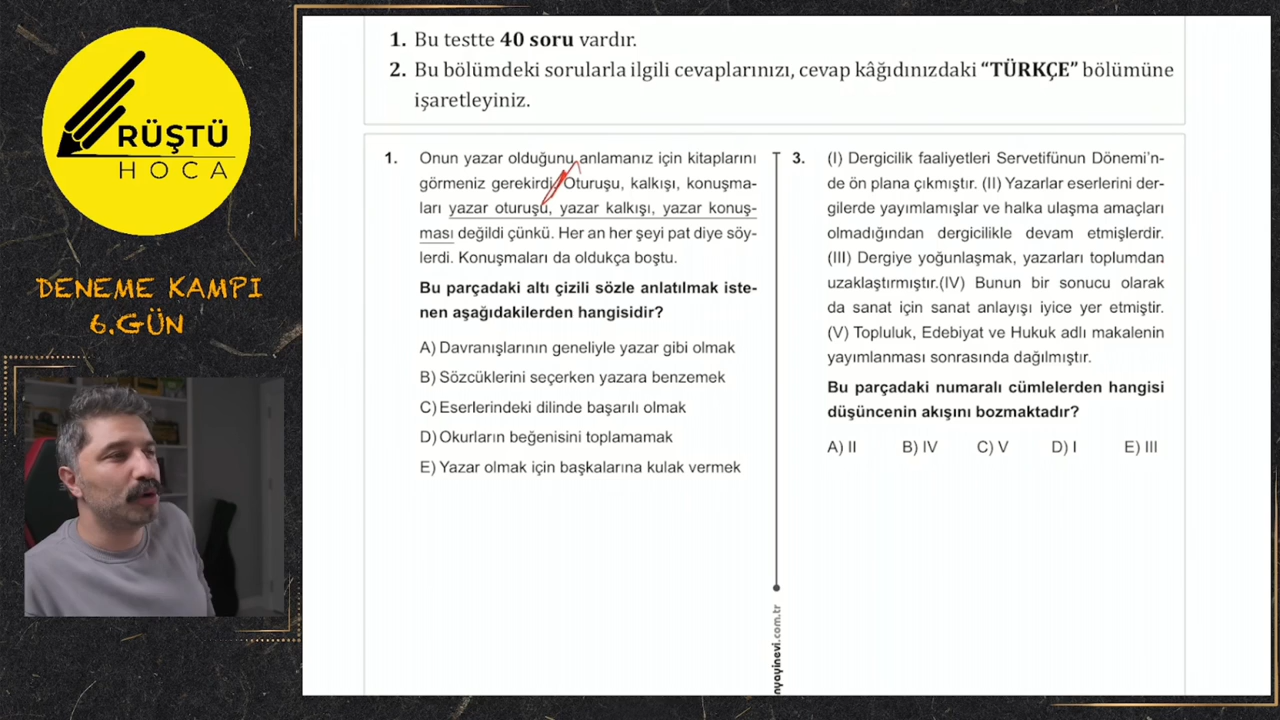 RÜŞTÜ
HOCA
DENEME KAMPI
6.GÜN
1. Bu testte 40 soru vardır.
2. Bu bölümdeki sorularla ilgili cevaplarınızı, cevap kâğıdınızdaki “TÜRKÇE” bölümüne
işaretleyiniz.
1. Onun yazar olduğunu anlamanız için kitaplarını
görmeniz gerekirdi. Oturuşu, kalkışı, konuşma-
ları yazar oturuşu, yazar kalkışı, yazar konuş-
ması değildi çünkü. Her an her şeyi pat diye söy-
lerdi. Konuşmaları da oldukça boştu.
Bu parçadaki altı çizili sözle anlatılmak iste-
nen aşağıdakilerden hangisidir?
A) Davranışlarının geneliyle yazar gibi olmak
B) Sözcüklerini seçerken yazara benzemek
C) Eserlerindeki dilinde başarılı olmak
D) Okurların beğenisini toplamamak
E) Yazar olmak için başkalarına kulak vermek
3. (I) Dergicilik faaliyetleri Servetifünun Dönemi’n-
de ön plana çıkmıştır. (II) Yazarlar eserlerini der-
gilerde yayımlamışlar ve halka ulaşma amaçları
olmadığından dergicilikle devam etmişlerdir.
(III) Dergiye yoğunlaşmak, yazarları toplumdan
uzaklaştırmıştır.(IV) Bunun bir sonucu olarak
da sanat için sanat anlayışı iyice yer etmiştir.
(V) Topluluk, Edebiyat ve Hukuk adlı makalenin
yayımlanması sonrasında dağılmıştır.
Bu parçadaki numaralı cümlelerden hangisi
düşüncenin akışını bozmaktadır?
A) II B) IV C) V D) I E) III
nyayinevi.com.tr